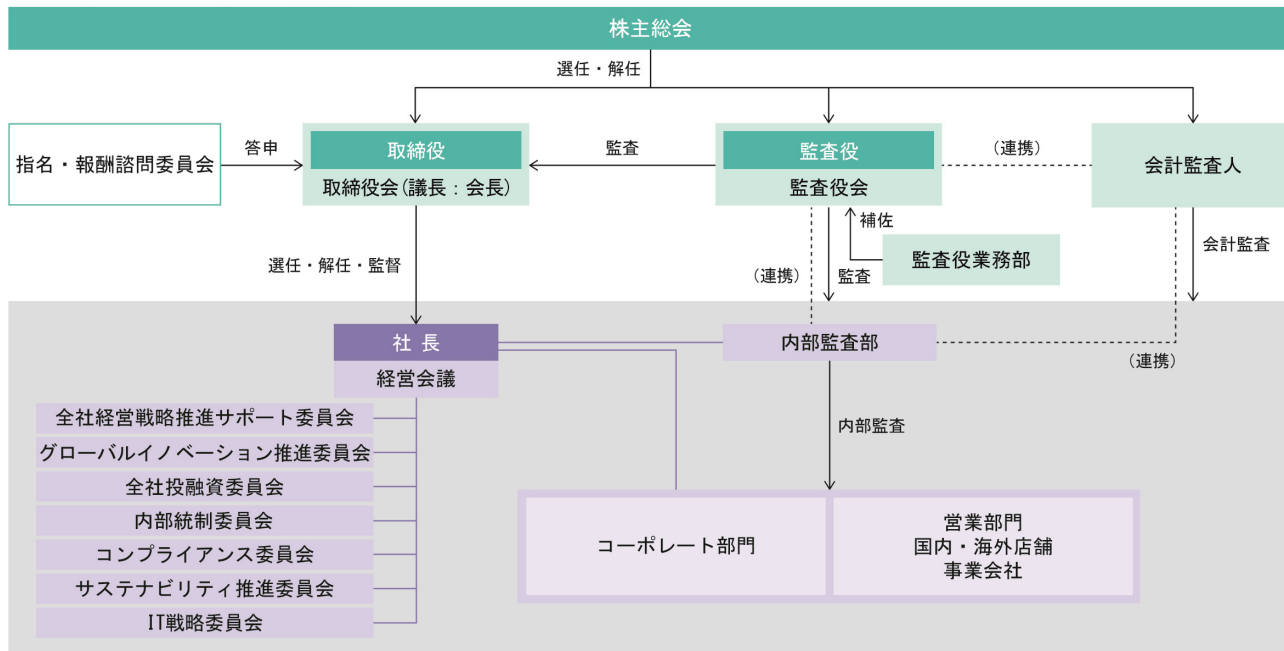 株主総会
選任・解任
指名・報酬諮問委員会
答申
取締役
取締役会(議長：会長)
監査
監査役
監査役会
(連携)
会計監査人
補佐
監査役業務部
選任・解任・監督
(連携)
監査
会計監査
社 長
経営会議
内部監査部
(連携)
全社経営戦略推進サポート委員会
グローバルイノベーション推進委員会
全社投融資委員会
内部統制委員会
コンプライアンス委員会
サステナビリティ推進委員会
IT戦略委員会
内部監査
コーポレート部門
営業部門
国内・海外店舗
事業会社